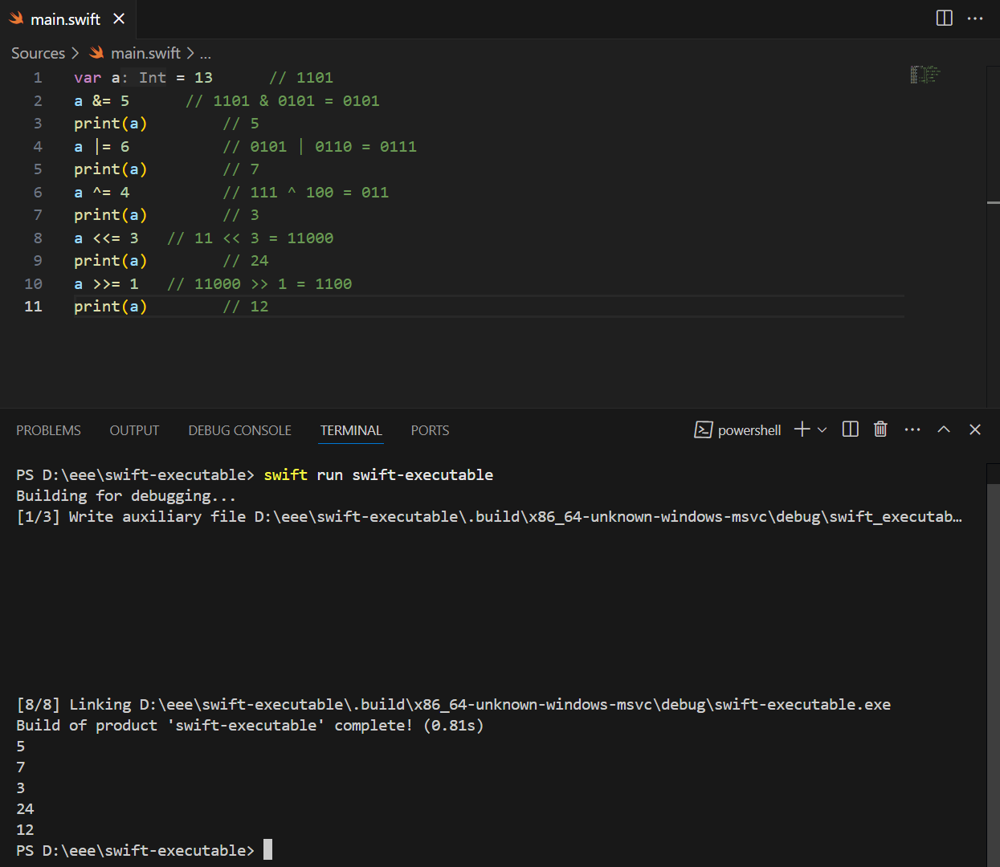 main.swift
Sources > main.swift > ...
1 var a: Int = 13      // 1101
2 a &= 5      // 1101 & 0101 = 0101
3 print(a)        // 5
4 a |= 6          // 0101 | 0110 = 0111
5 print(a)        // 7
6 a ^= 4          // 111 ^ 100 = 011
7 print(a)        // 3
8 a <<= 3   // 11 << 3 = 11000
9 print(a)        // 24
10 a >>= 1   // 11000 >> 1 = 1100
11 print(a)        // 12
PROBLEMS OUTPUT DEBUG CONSOLE TERMINAL PORTS powershell
PS D:\eee\swift-executable> swift run swift-executable
Building for debugging...
[1/3] Write auxiliary file D:\eee\swift-executable\.build\x86_64-unknown-windows-msvc\debug\swift_executab…
[8/8] Linking D:\eee\swift-executable\.build\x86_64-unknown-windows-msvc\debug\swift-executable.exe
Build of product 'swift-executable' complete! (0.81s)
5
7
3
24
12
PS D:\eee\swift-executable>